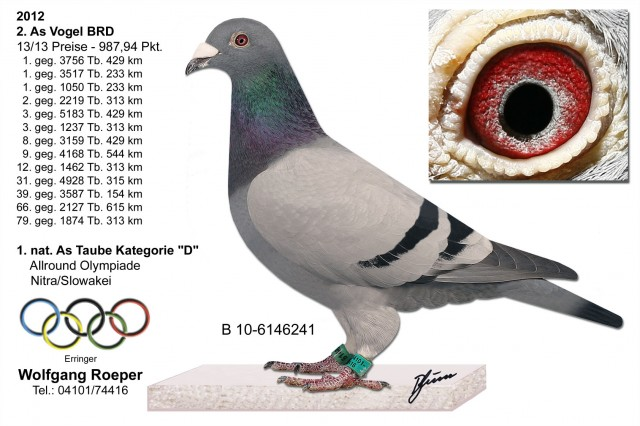 2012
2. As Vogel BRD
13/13 Preise - 987,94 Pkt.
1. geg. 3756 Tb. 429 km
1. geg. 3517 Tb. 233 km
1. geg. 1050 Tb. 233 km
2. geg. 2219 Tb. 313 km
3. geg. 5183 Tb. 429 km
3. geg. 1237 Tb. 313 km
8. geg. 3159 Tb. 429 km
9. geg. 4168 Tb. 544 km
12. geg. 1462 Tb. 313 km
31. geg. 4928 Tb. 315 km
39. geg. 3587 Tb. 154 km
66. geg. 2127 Tb. 615 km
79. geg. 1874 Tb. 313 km
1. nat. As Taube Kategorie "D"
Allround Olympiade
Nitra/Slowakei
Erringer
Wolfgang Roeper
Tel.: 04101/74416
B 10-6146241